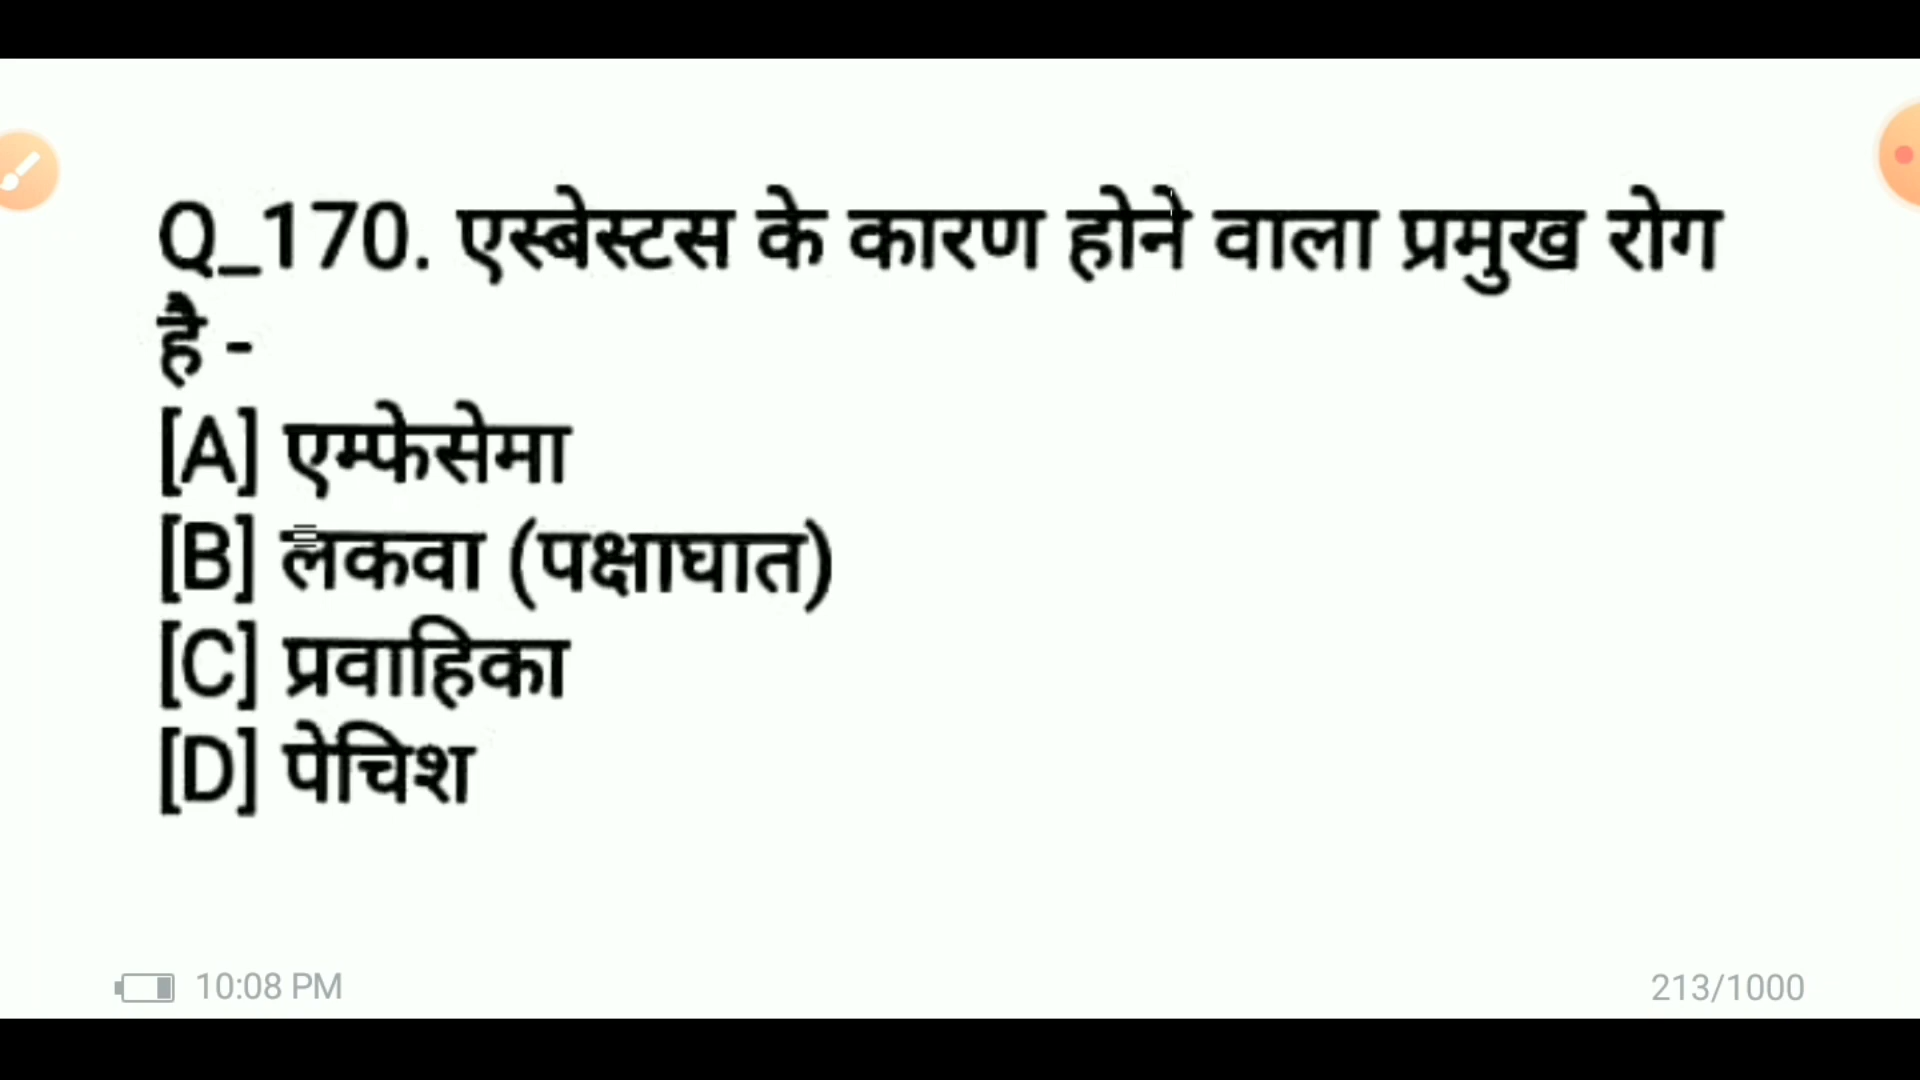 Q_170. एस्बेस्टस के कारण होने वाला प्रमुख रोग
है -
[A] एम्फेसेमा
[B] लकवा (पक्षाघात)
[C] प्रवाहिका
[D] पेचिश
10:08 PM
213/1000